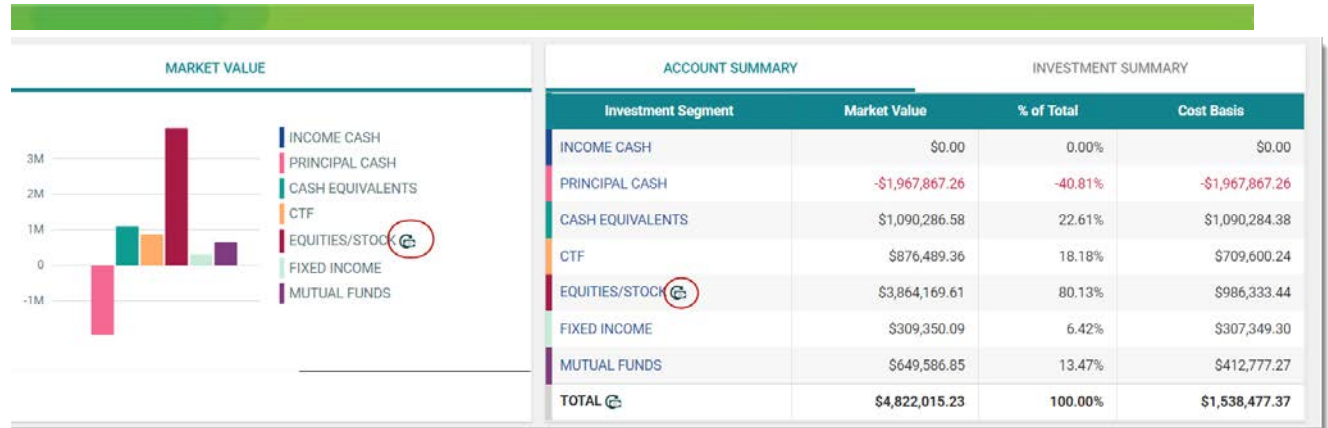 MARKET VALUE
3M
2M
1M
0
-1M
INCOME CASH
PRINCIPAL CASH
CASH EQUIVALENTS
CTF
EQUITIES/STOCK
FIXED INCOME
MUTUAL FUNDS
ACCOUNT SUMMARY INVESTMENT SUMMARY
Investment Segment Market Value % of Total Cost Basis
INCOME CASH $0.00 0.00% $0.00
PRINCIPAL CASH -$1,967,867.26 -40.81% -$1,967,867.26
CASH EQUIVALENTS $1,090,286.58 22.61% $1,090,284.38
CTF $876,489.36 18.18% $709,600.24
EQUITIES/STOCK $3,864,169.61 80.13% $986,333.44
FIXED INCOME $309,350.09 6.42% $307,349.30
MUTUAL FUNDS $649,586.85 13.47% $412,777.27
TOTAL $4,822,015.23 100.00% $1,538,477.37